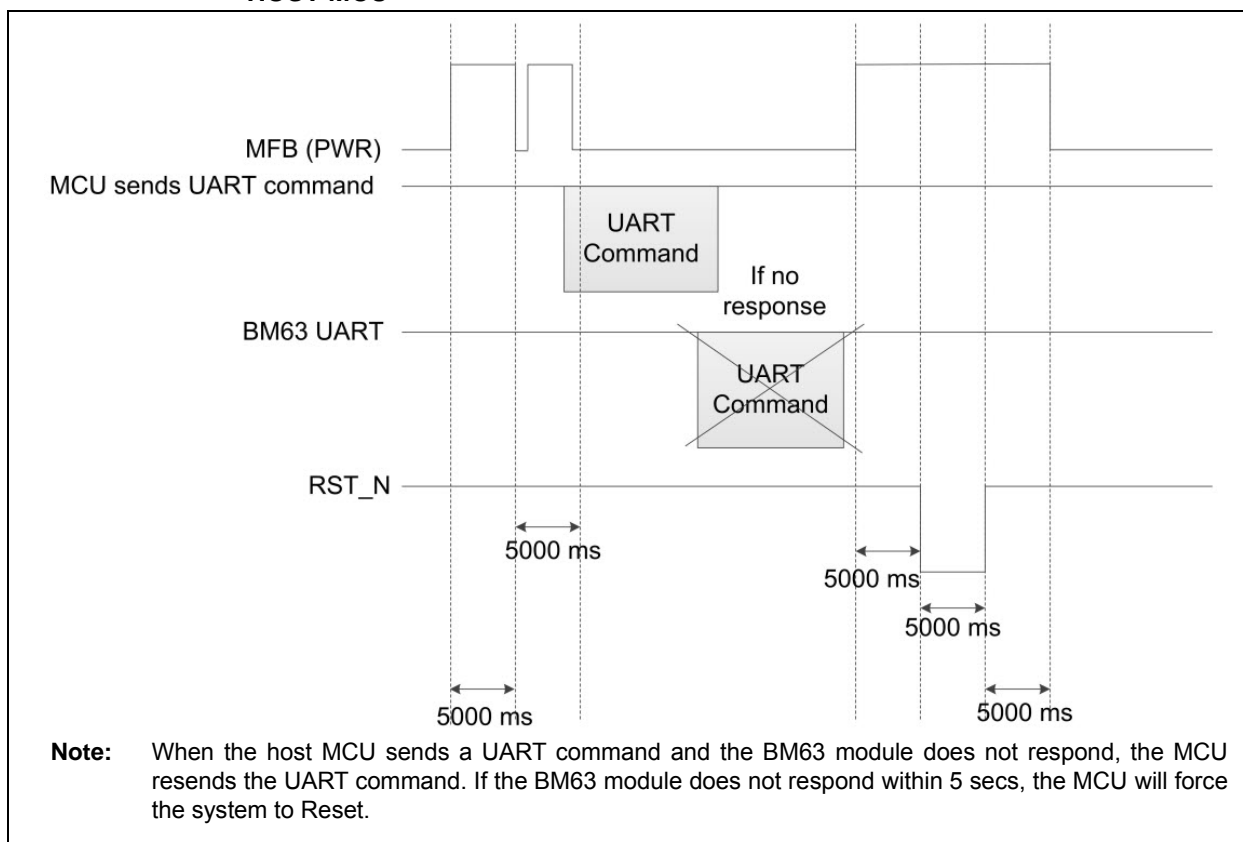 MFB (PWR)
MCU sends UART command
UART
Command
If no
response
BM63 UART
UART
Command
RST_N
5000 ms
5000 ms
5000 ms
5000 ms
5000 ms
Note: When the host MCU sends a UART command and the BM63 module does not respond, the MCU
resends the UART command. If the BM63 module does not respond within 5 secs, the MCU will force
the system to Reset.